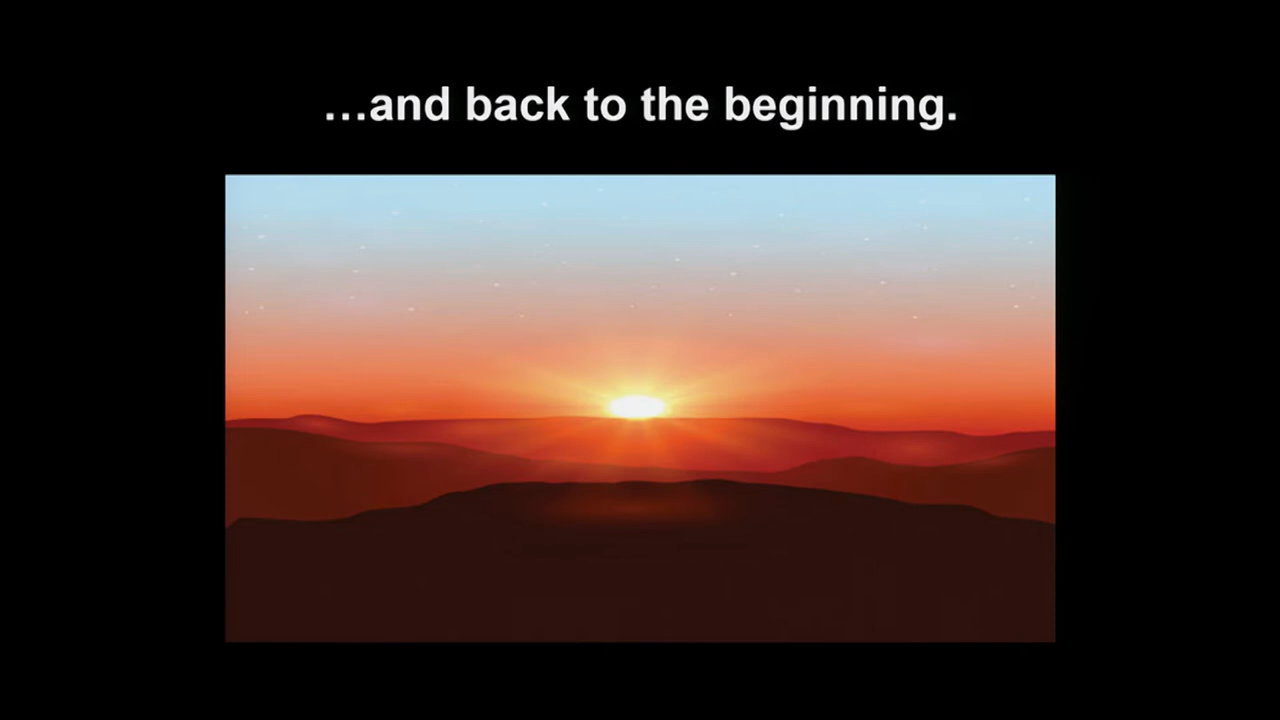 …and back to the beginning.